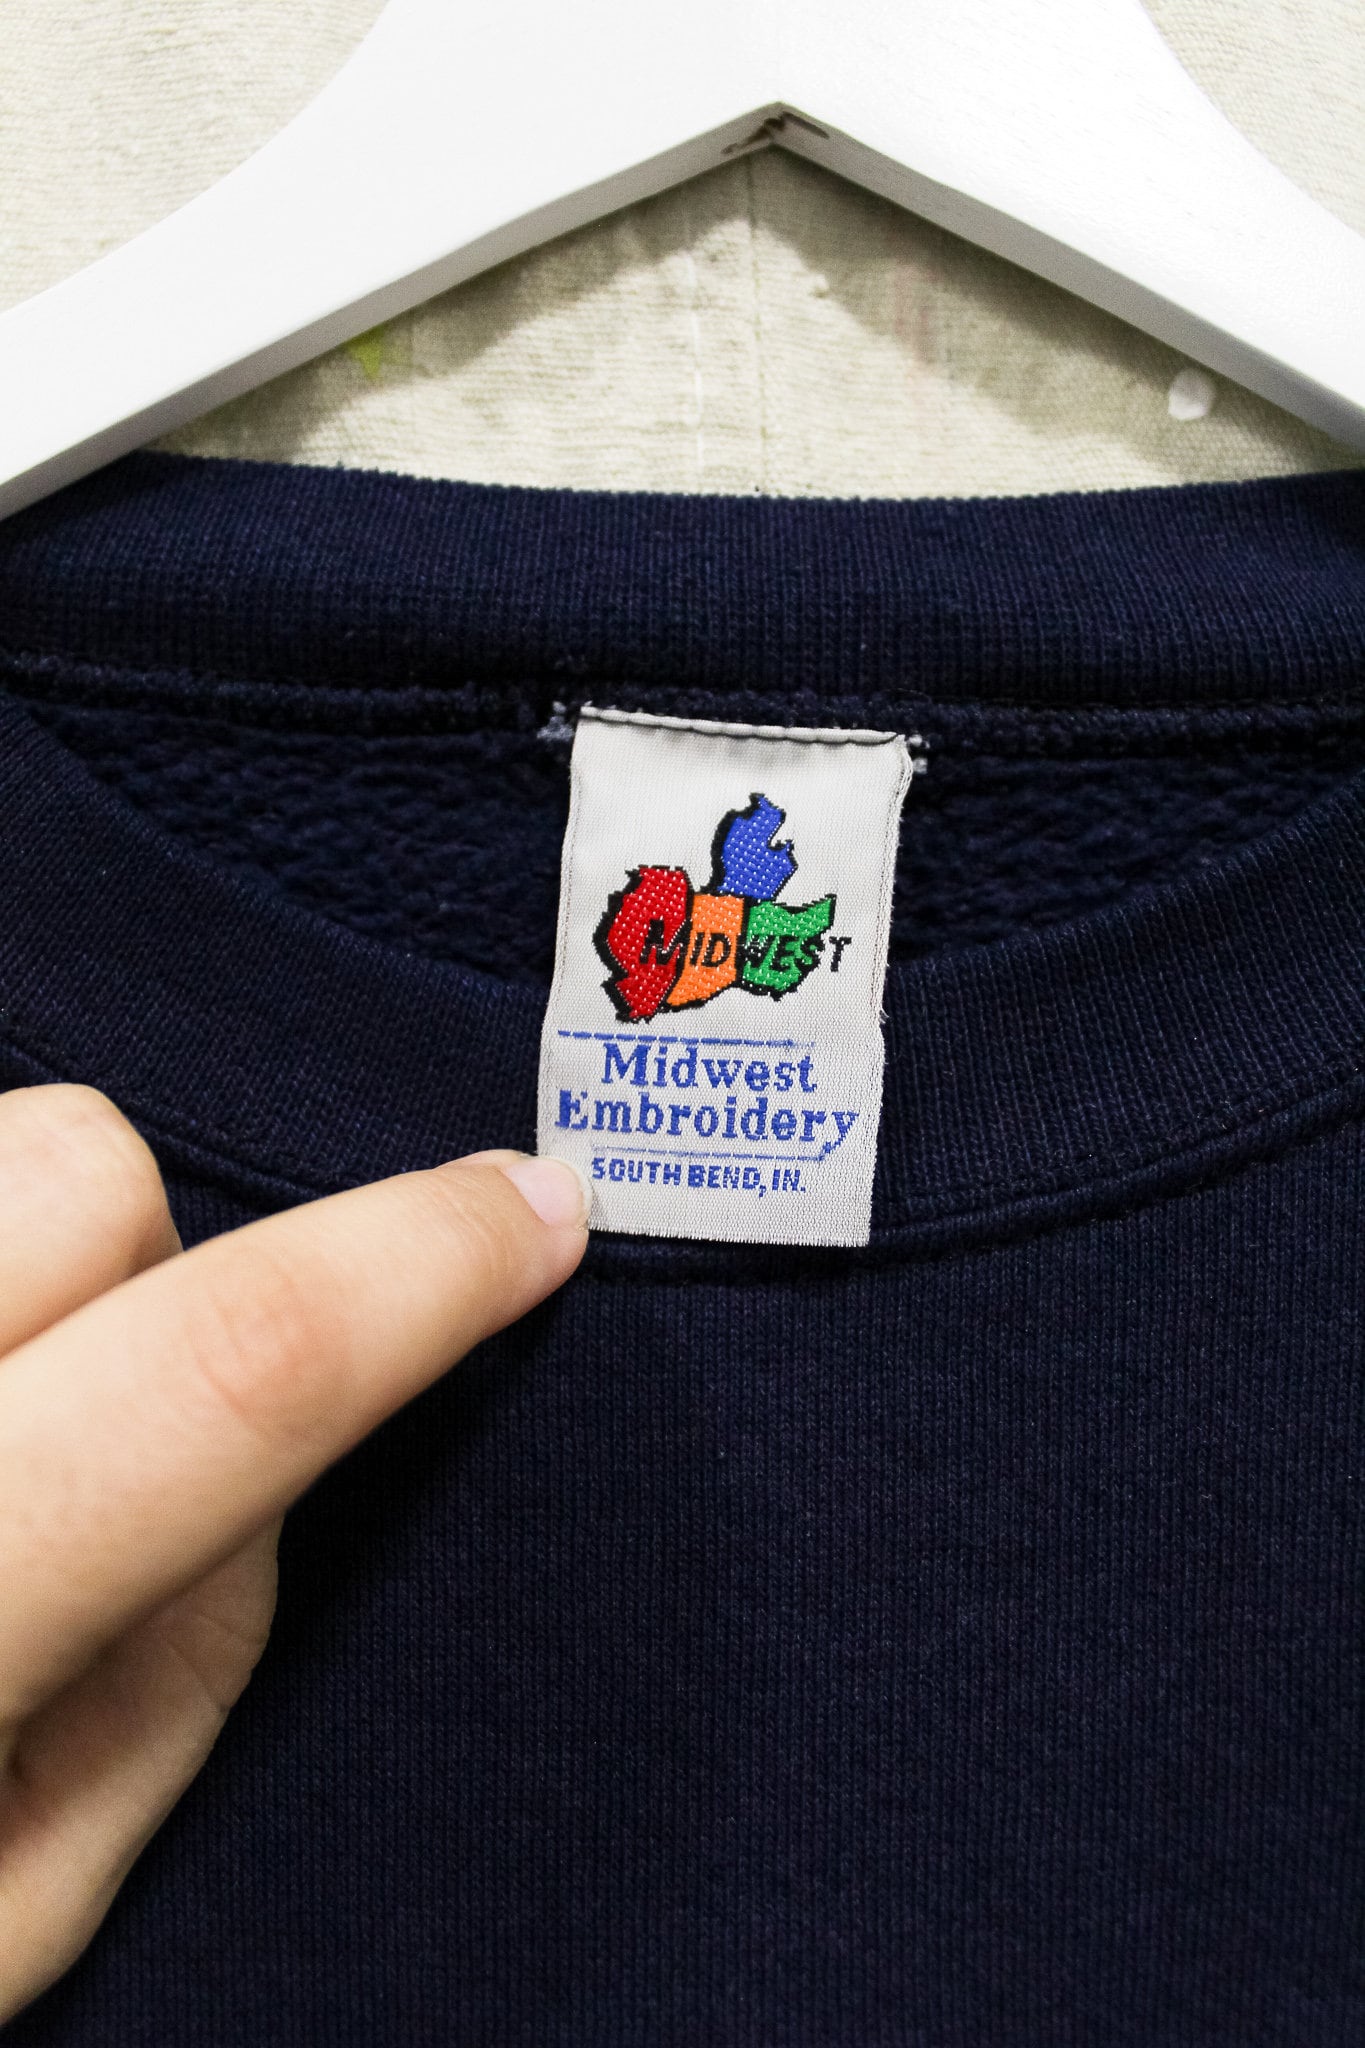 MIDWEST
Midwest
Embroidery
SOUTH BEND, IN.